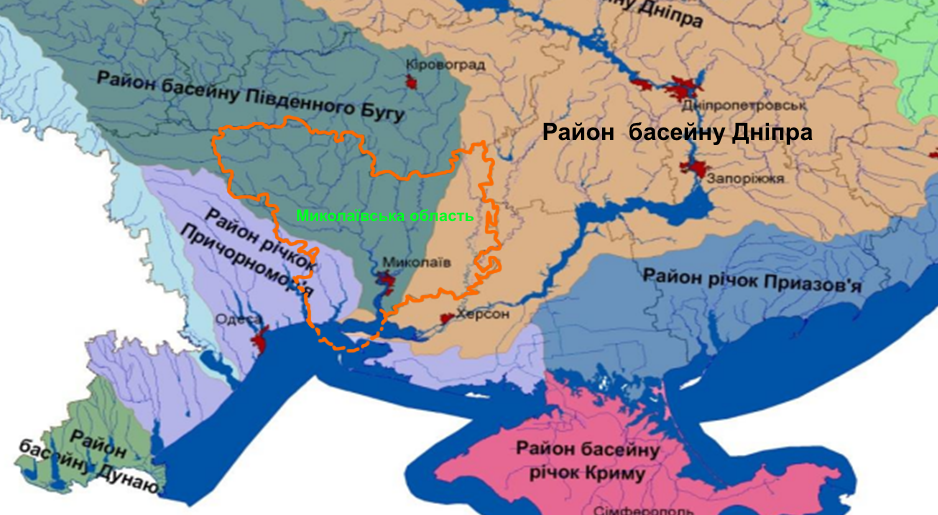 ну Дніпра
Кіровоград
Район басейну Південного Бугу
Дніпропетровськ
Район басейну Дніпра
Запоріжжя
Миколаївська область
Район річкок
Причорномор'я
Миколаїв
Район річок Приазов'я
Одеса
Херсон
Район
басейну Дунаю
Район басейну
річок Криму
Сімферополь